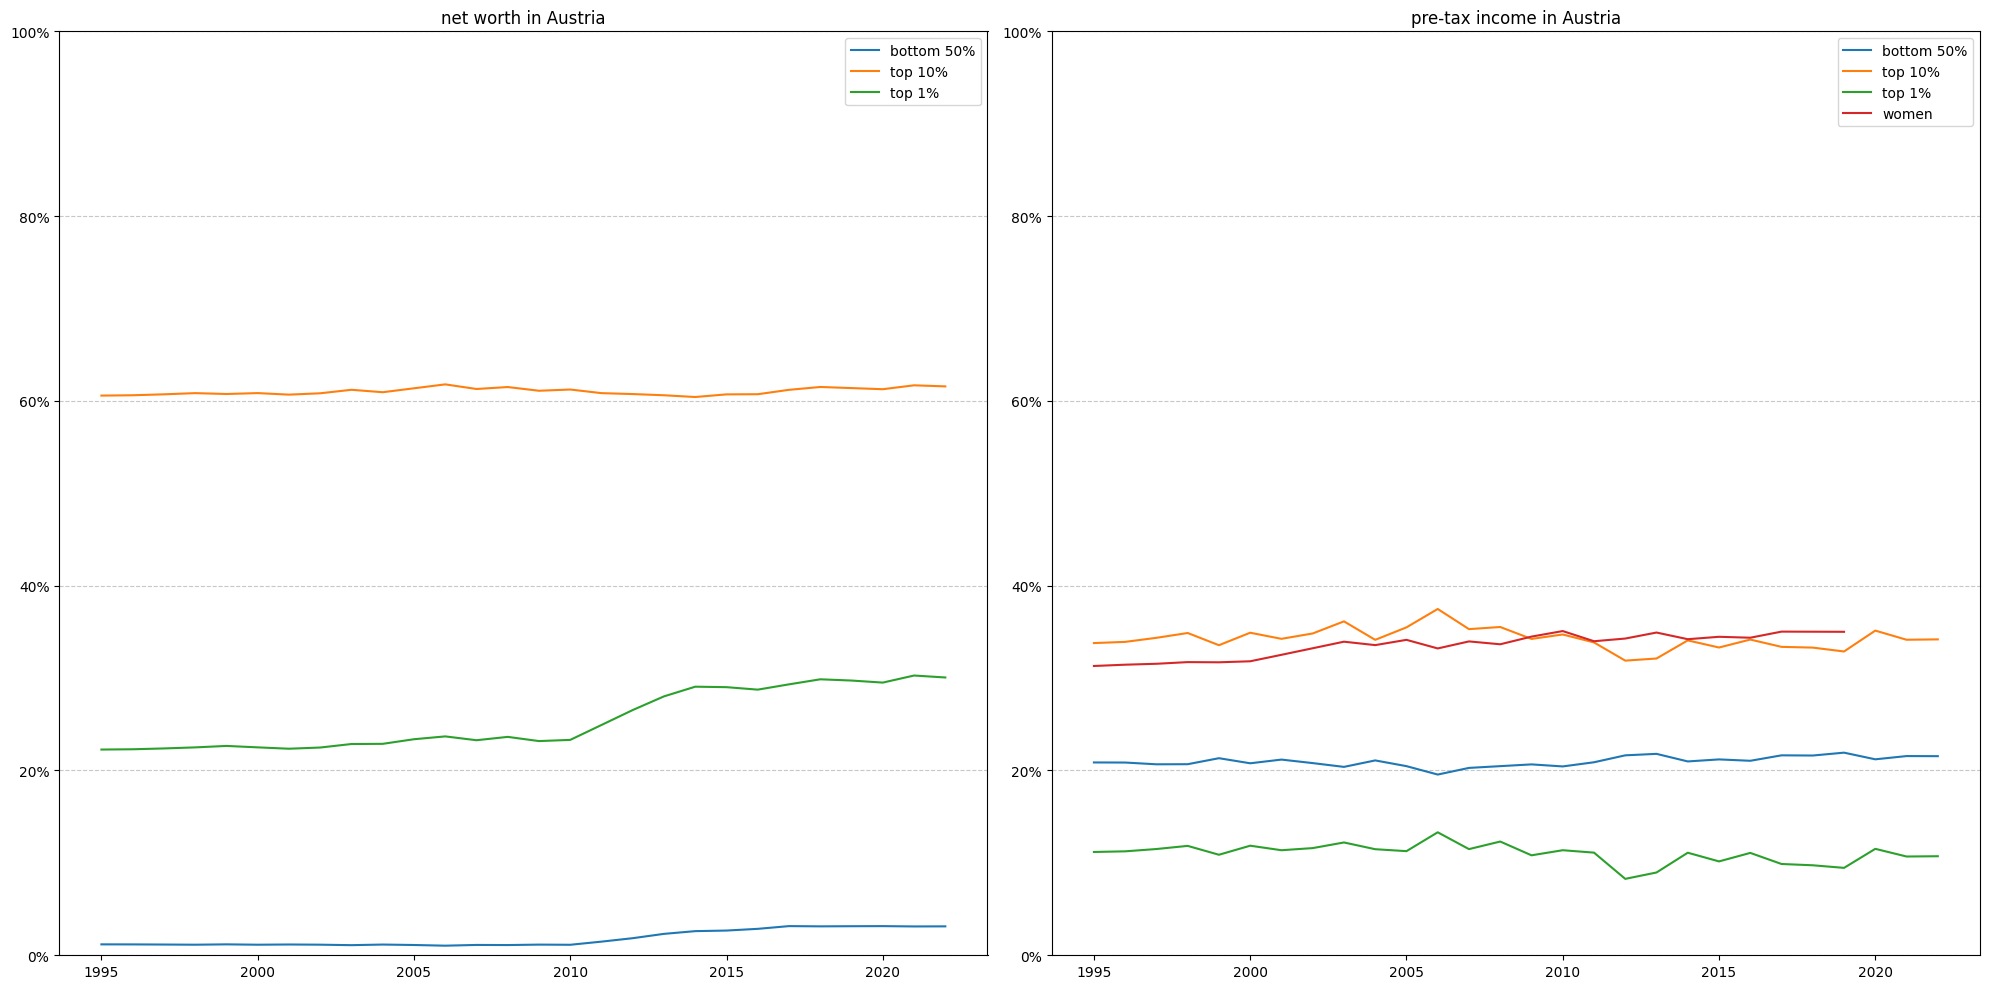 net worth in Austria
100%
80%
60%
40%
20%
0%
1995 2000 2005 2010 2015 2020
bottom 50%
top 10%
top 1%
pre-tax income in Austria
100%
80%
60%
40%
20%
0%
1995 2000 2005 2010 2015 2020
bottom 50%
top 10%
top 1%
women